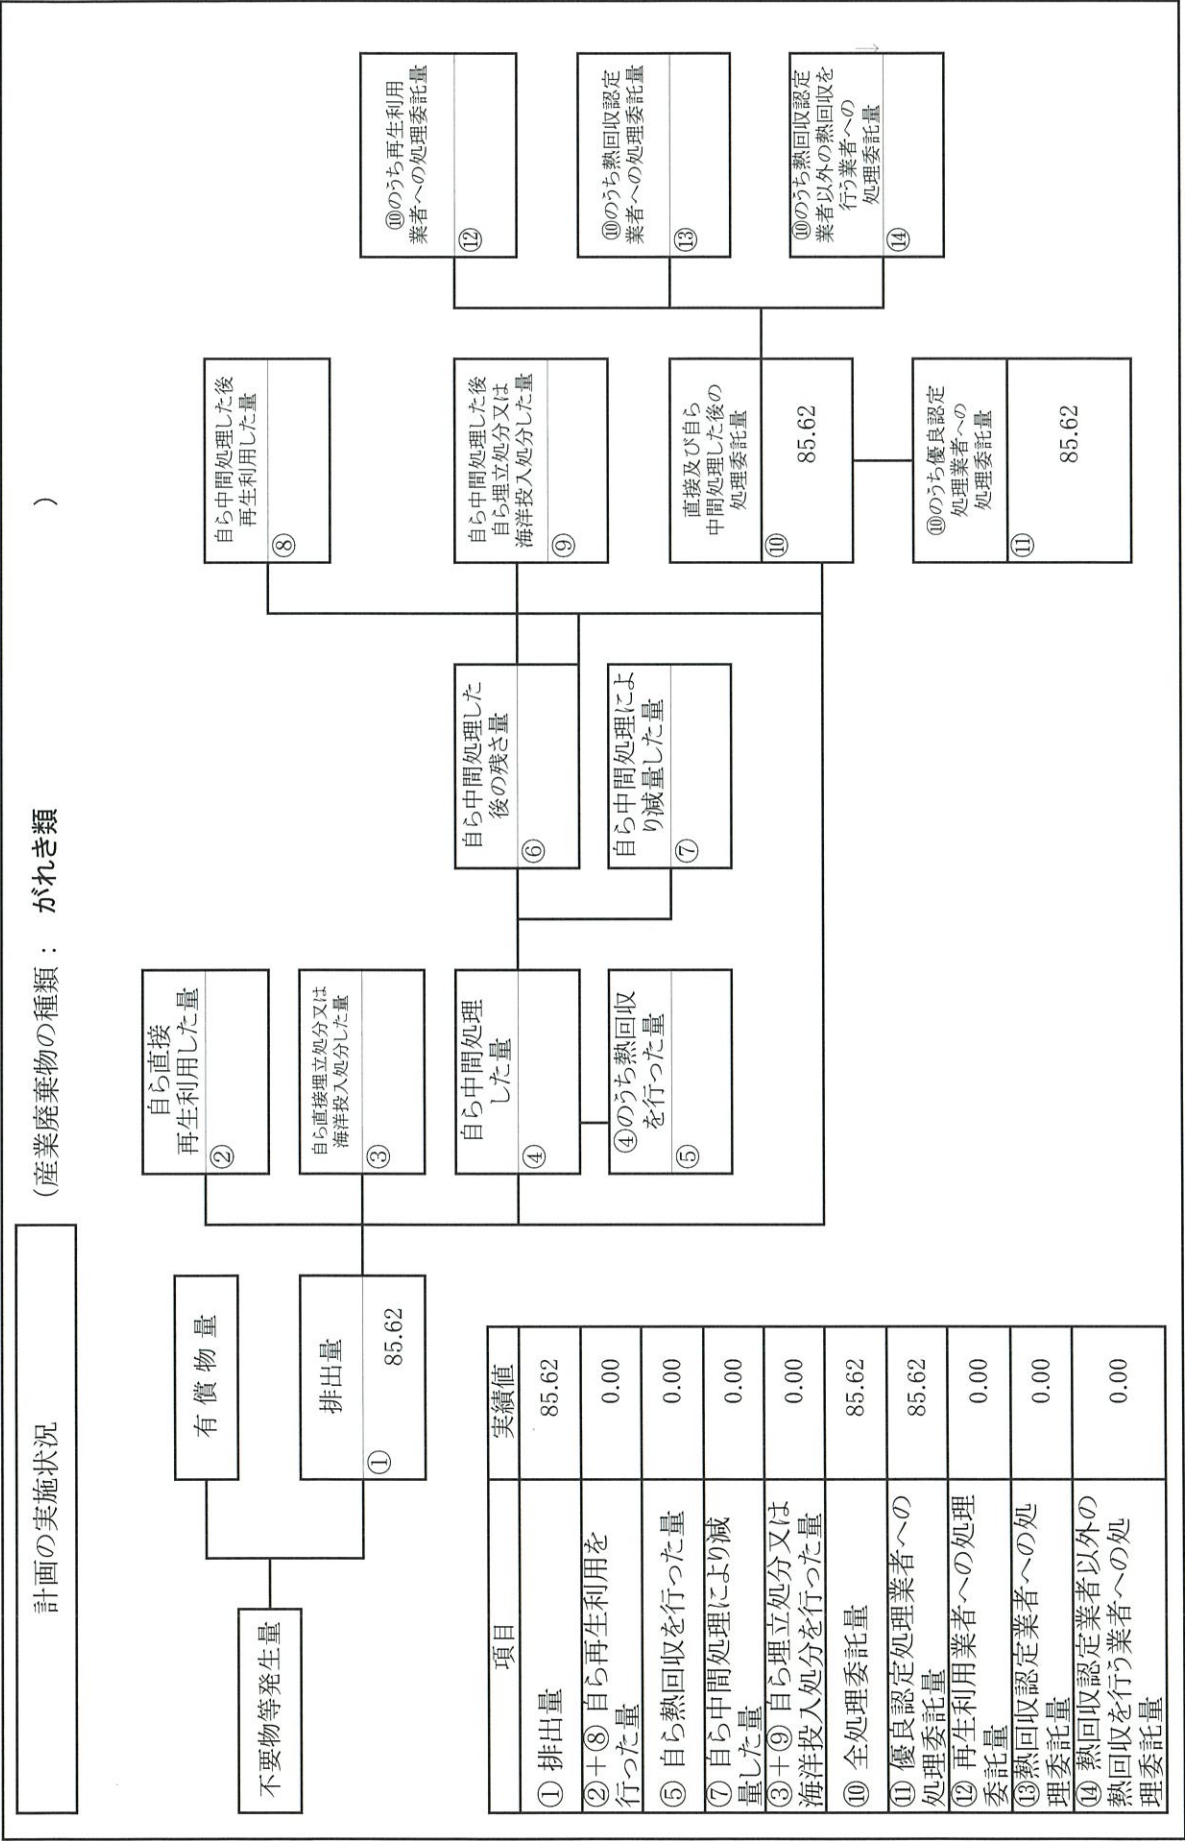 計画の実施状況
（産業廃棄物の種類： がれき類 ）
不要物等発生量
有 償 物 量
排出量
①
85.62
自ら直接
再生利用した量
②
自ら直接埋立処分又は
海洋投入処分した量
③
自ら中間処理
した量
④
④のうち熱回収
を行った量
⑤
自ら中間処理した
後の残さ量
⑥
自ら中間処理によ
り減量した量
⑦
自ら中間処理した後
再生利用した量
⑧
自ら中間処理した後
自ら埋立処分又は
海洋投入処分した量
⑨
直接及び自ら
中間処理した後の
処理委託量
⑩
85.62
⑩のうち優良認定
処理業者への
処理委託量
⑪
85.62
⑩のうち再生利用
業者への処理委託量
⑫
⑩のうち熱回収認定
業者への処理委託量
⑬
⑩のうち熱回収認定
業者以外の熱回収を
行う業者への
処理委託量
⑭
項目 実績値
① 排出量 85.62
②＋⑧ 自ら再生利用を
行った量 0.00
⑤ 自ら熱回収を行った量 0.00
⑦ 自ら中間処理により減
量した量 0.00
③＋⑨ 自ら埋立処分又は
海洋投入処分を行った量 0.00
⑩ 全処理委託量 85.62
⑪ 優良認定処理業者への
処理委託量 85.62
⑫ 再生利用業者への処理
委託量 0.00
⑬熱回収認定業者への処
理委託量 0.00
⑭ 熱回収認定業者以外の
熱回収を行う業者への処
理委託量 0.00